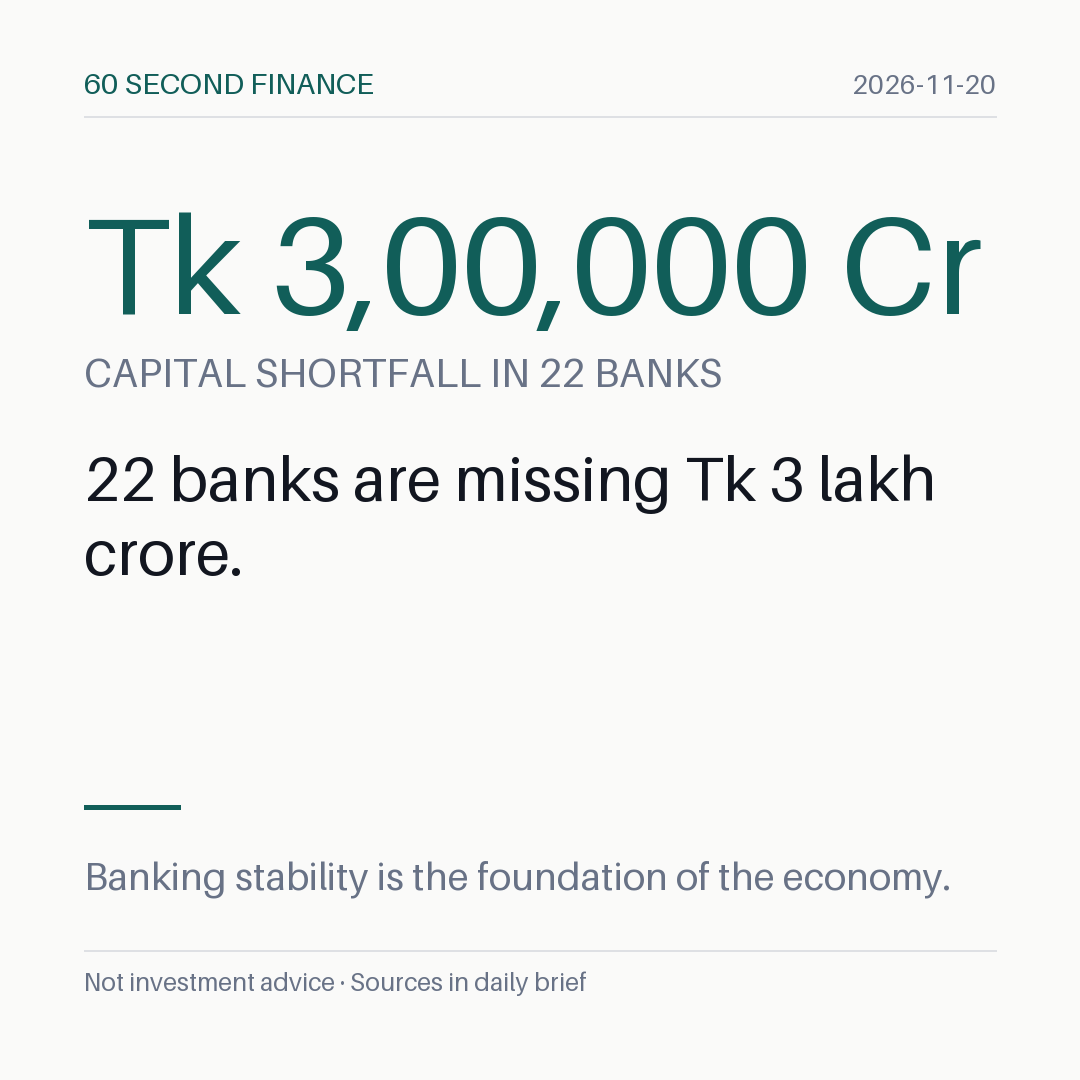 60 SECOND FINANCE
2026-11-20
Tk 3,00,000 Cr
CAPITAL SHORTFALL IN 22 BANKS
22 banks are missing Tk 3 lakh
crore.
Banking stability is the foundation of the economy.
Not investment advice · Sources in daily brief